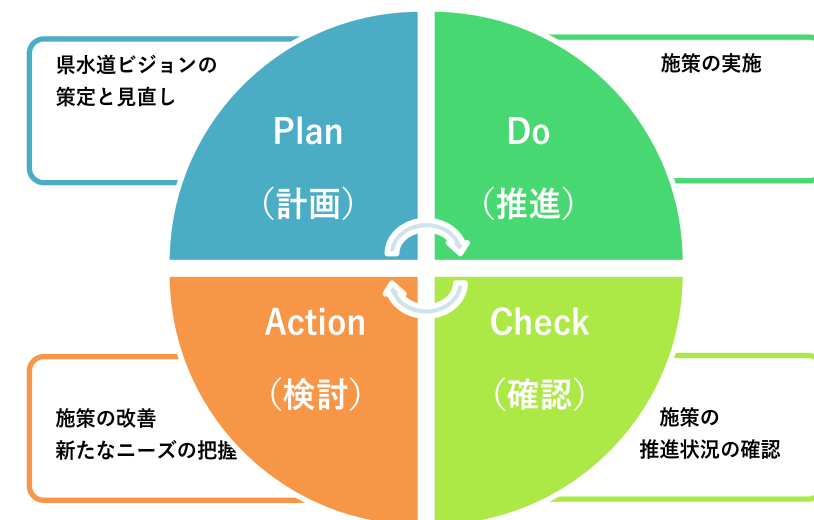 県水道ビジョンの
策定と見直し
Plan
（計画）
施策の実施
Do
（推進）
Action
（検討）
施策の改善
新たなニーズの把握
Check
（確認）
施策の
推進状況の確認